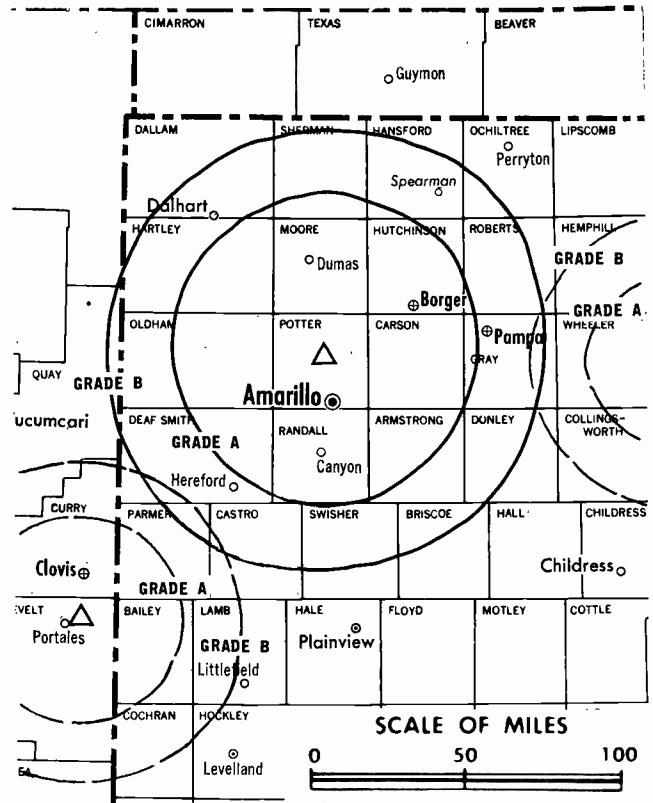 CIMARRON
TEXAS
BEAVER
Guymon
DALLAM
SHERMAN
HANSFORD
OCHILTREE
LIPSCOMB
Perryton
Spearman
Dalhart
HARTLEY
MOORE
HUTCHINSON
ROBERTS
HEMPHILL
GRADE B
Dumas
Borger
GRADE A
OLDHAM
POTTER
CARSON
Pampa
WHEELER
GRAY
QUAY
GRADE B
Amarillo
ucumcari
DEAF SMITH
GRADE A
RANDALL
ARMSTRONG
DONLEY
COLLINGS-
WORTH
Canyon
Hereford
CURRY
PARMER
CASTRO
SWISHER
BRISCOE
HALL
CHILDRESS
Clovis
Childress
GRADE A
EVELT
Portales
BAILEY
LAMB
HALE
FLOYD
MOTLEY
COTTLE
GRADE B
Plainview
Littlefield
COCHRAN
HOCKLEY
SCALE OF MILES
Levelland
0 50 100
EA